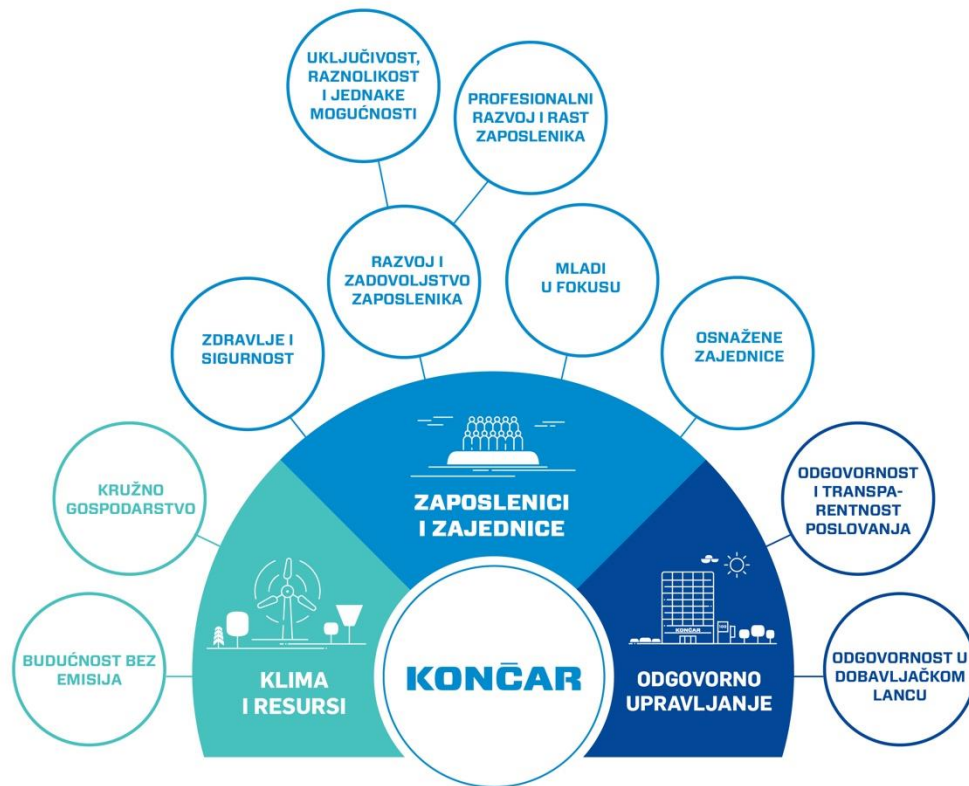 UKLJUČIVOST,
RAZNOLIKOST
I JEDNAKE
MOGUĆNOSTI
PROFESIONALNI
RAZVOJ I RAST
ZAPOSLENIKA
RAZVOJ I
ZADOVOLJSTVO
ZAPOSLENIKA
MLADI
U FOKUSU
ZDRAVLJE I
SIGURNOST
OSNAŽENE
ZAJEDNICE
KRUŽNO
GOSPODARSTVO
ZAPOSLENICI
I ZAJEDNICE
ODGOVORNOST
I TRANSPA-
RENTNOST
POSLOVANJA
BUDUĆNOST BEZ
EMISIJA
KLIMA
I RESURSI
KONČAR
KONČAR
ODGOVORNO
UPRAVLJANJE
ODGOVORNOST U
DOBAVLJAČKOM
LANCU